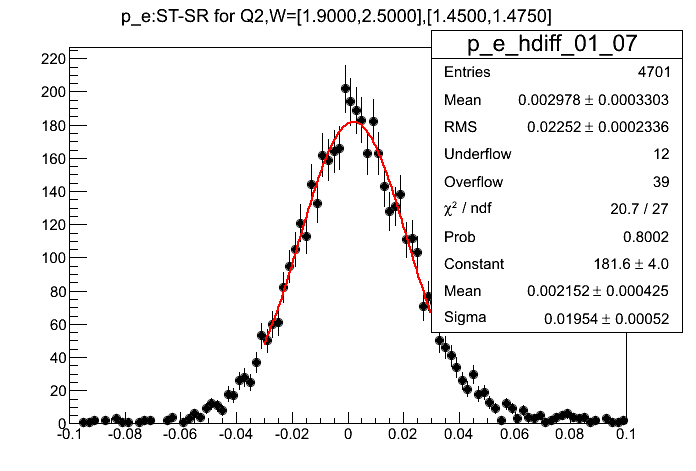 p_e:ST-SR for Q2,W=[1.9000,2.5000],[1.4500,1.4750]
p_e_hdiff_01_07
Entries 4701
Mean 0.002978 ± 0.0003303
RMS 0.02252 ± 0.0002336
Underflow 12
Overflow 39
χ² / ndf 20.7 / 27
Prob 0.8002
Constant 181.6 ± 4.0
Mean 0.002152 ± 0.000425
Sigma 0.01954 ± 0.00052
220
200
180
160
140
120
100
80
60
40
20
0
-0.1 -0.08 -0.06 -0.04 -0.02 0 0.02 0.04 0.06 0.08 0.1